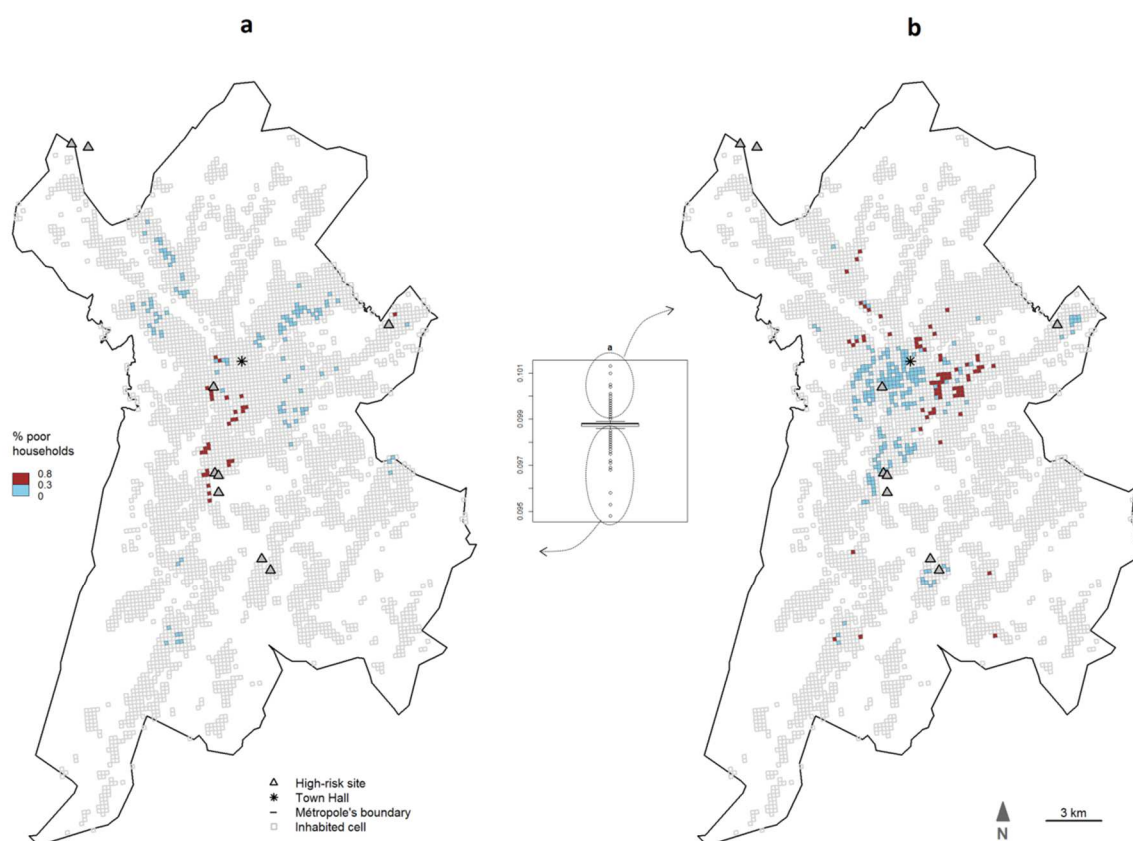 a
b
% poor
households
0.8
0.3
0
a
0.101
0.099
0.097
0.095
High-risk site
Town Hall
Métropole's boundary
Inhabited cell
N
3 km